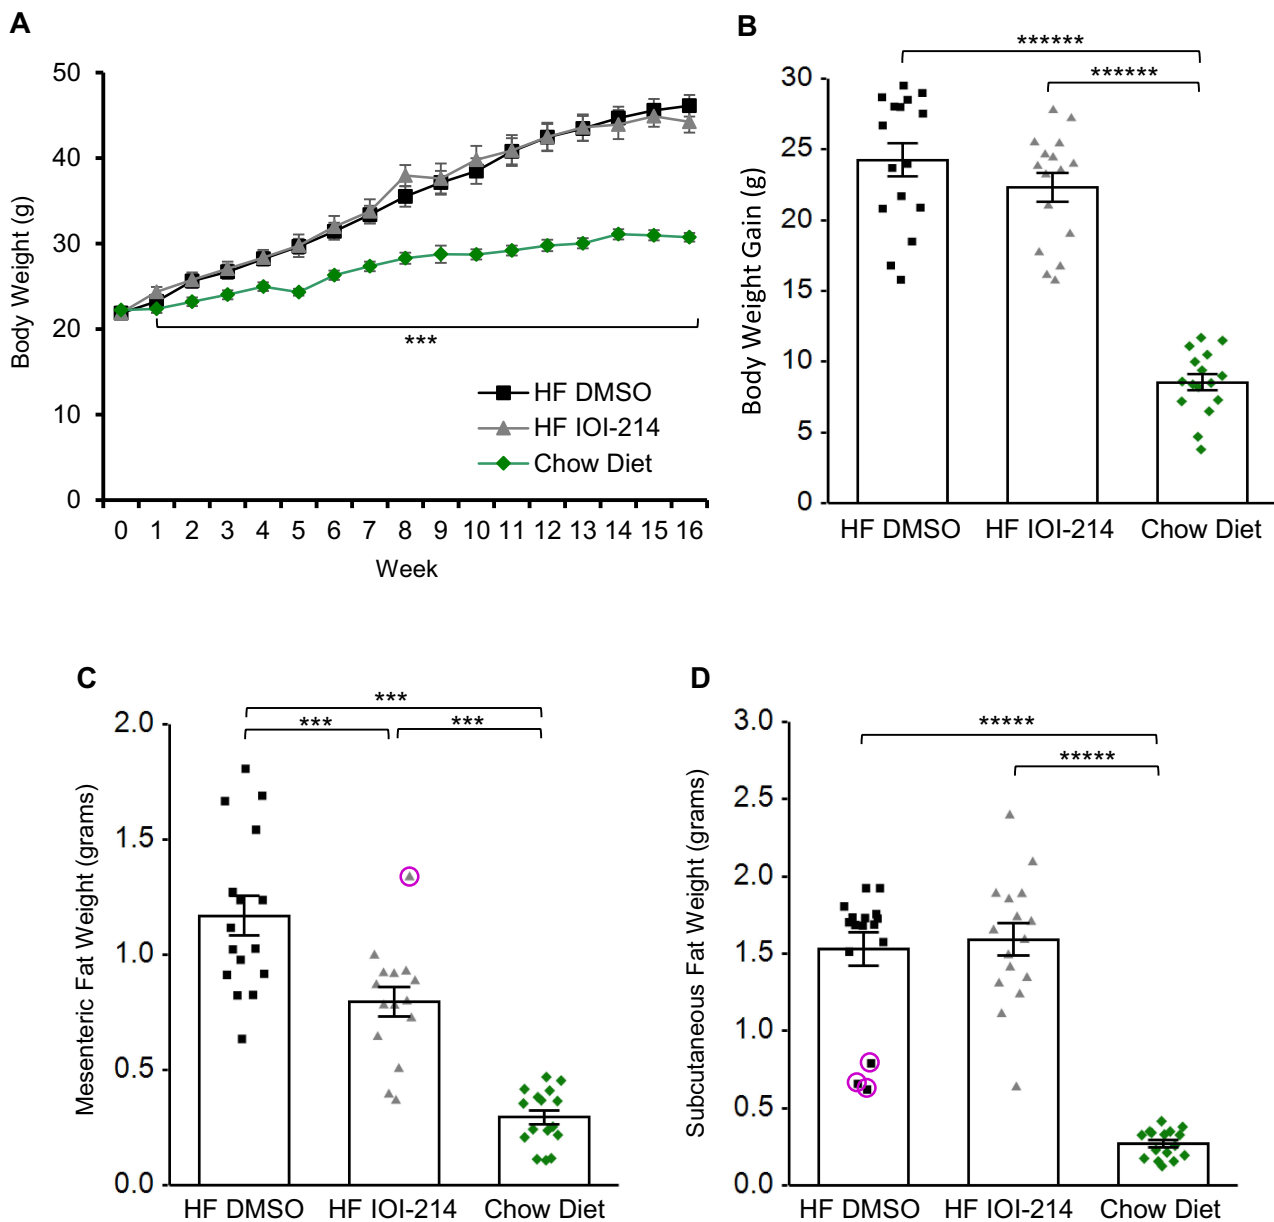 A
Body Weight (g)
50
40
30
20
10
0
***
HF DMSO
HF IOI-214
Chow Diet
0 1 2 3 4 5 6 7 8 9 10 11 12 13 14 15 16
Week
B
Body Weight Gain (g)
******
******
30
25
20
15
10
5
0
HF DMSO HF IOI-214 Chow Diet
C
Mesenteric Fat Weight (grams)
***
*** ***
2.0
1.5
1.0
0.5
0.0
HF DMSO HF IOI-214 Chow Diet
D
Subcutaneous Fat Weight (grams)
*****
*****
3.0
2.5
2.0
1.5
1.0
0.5
0.0
HF DMSO HF IOI-214 Chow Diet